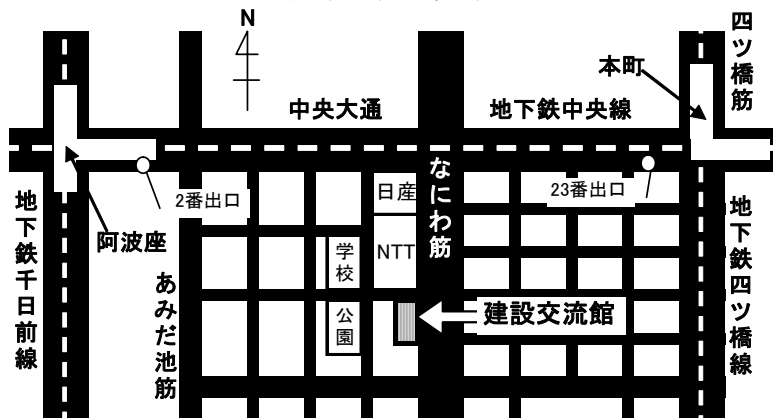 N
四ツ橋筋
本町
中央大通
地下鉄中央線
なにわ筋
日産
23番出口
2番出口
地下鉄千日前線
阿波座
あみだ池筋
学校
NTT
地下鉄四ツ橋線
公園
建設交流館